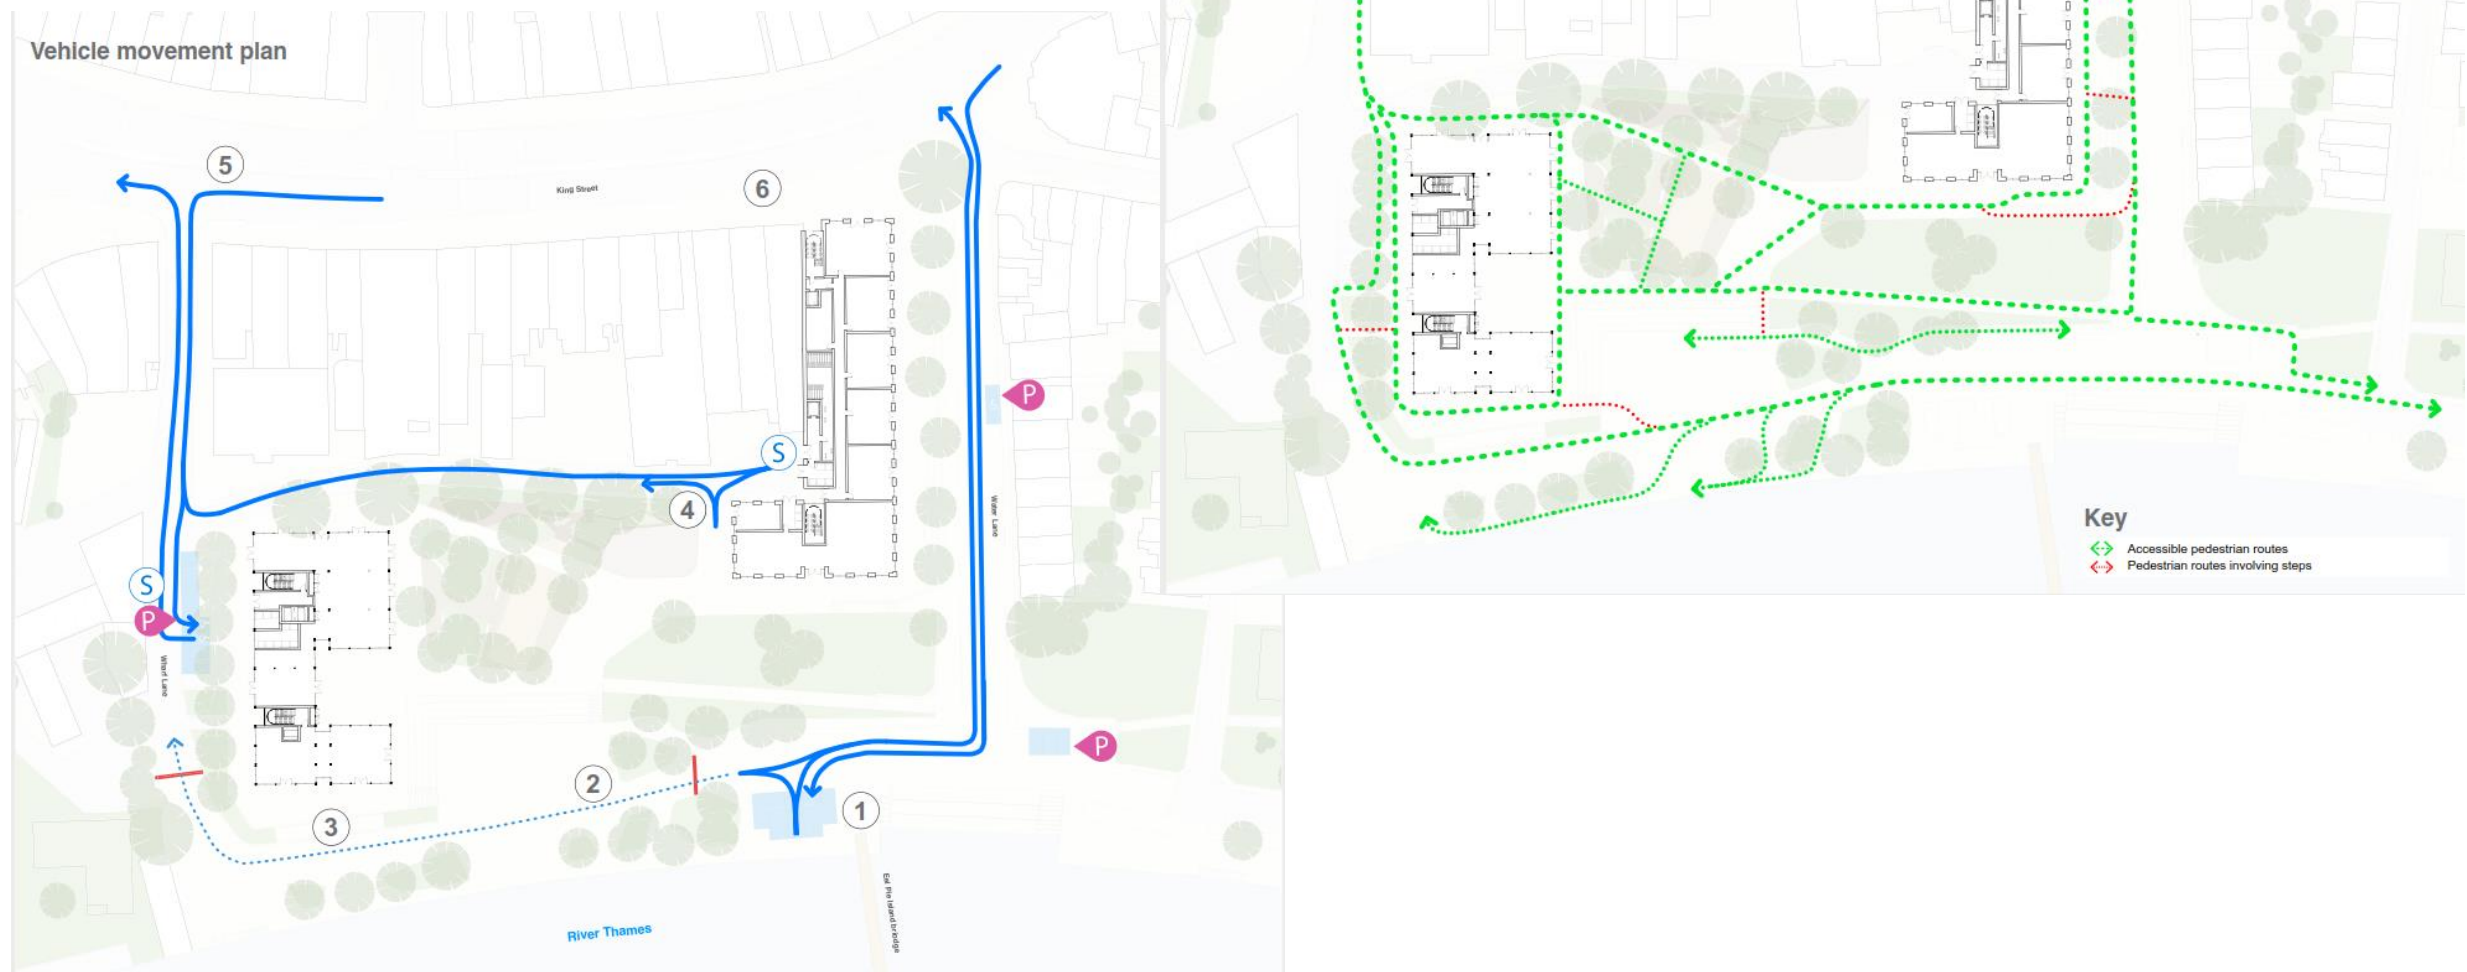 Vehicle movement plan
5
King Street
6
P
S
4
Water Lane
S
P
Wharf Lane
P
2
1
3
Eel Pie Island bridge
River Thames
Key
Accessible pedestrian routes
Pedestrian routes involving steps